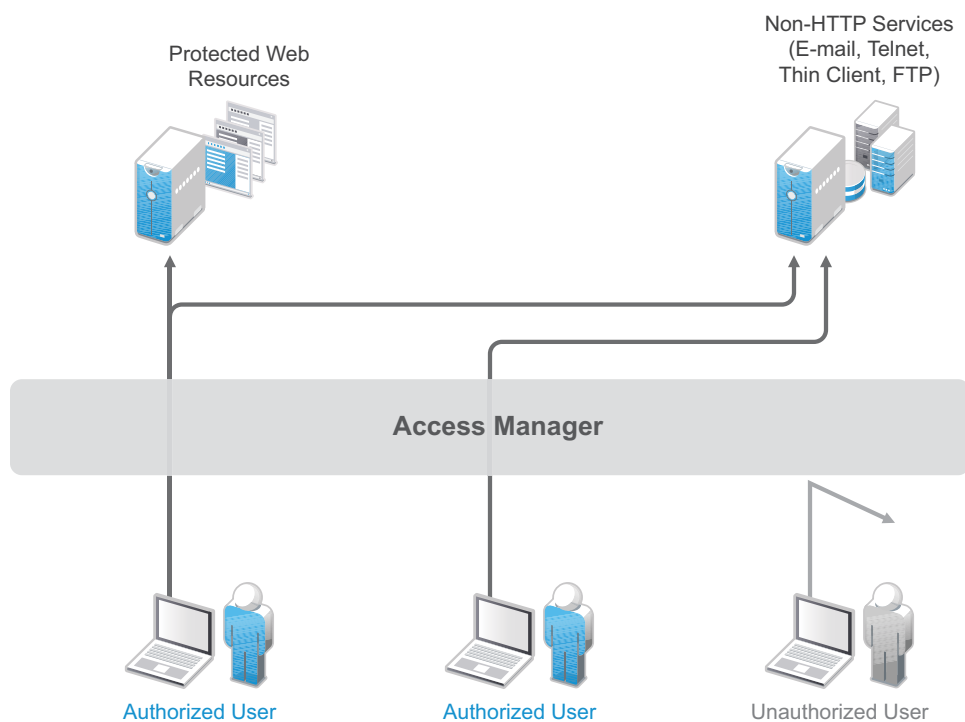 Protected Web
Resources
Non-HTTP Services
(E-mail, Telnet,
Thin Client, FTP)
Access Manager
Authorized User
Authorized User
Unauthorized User